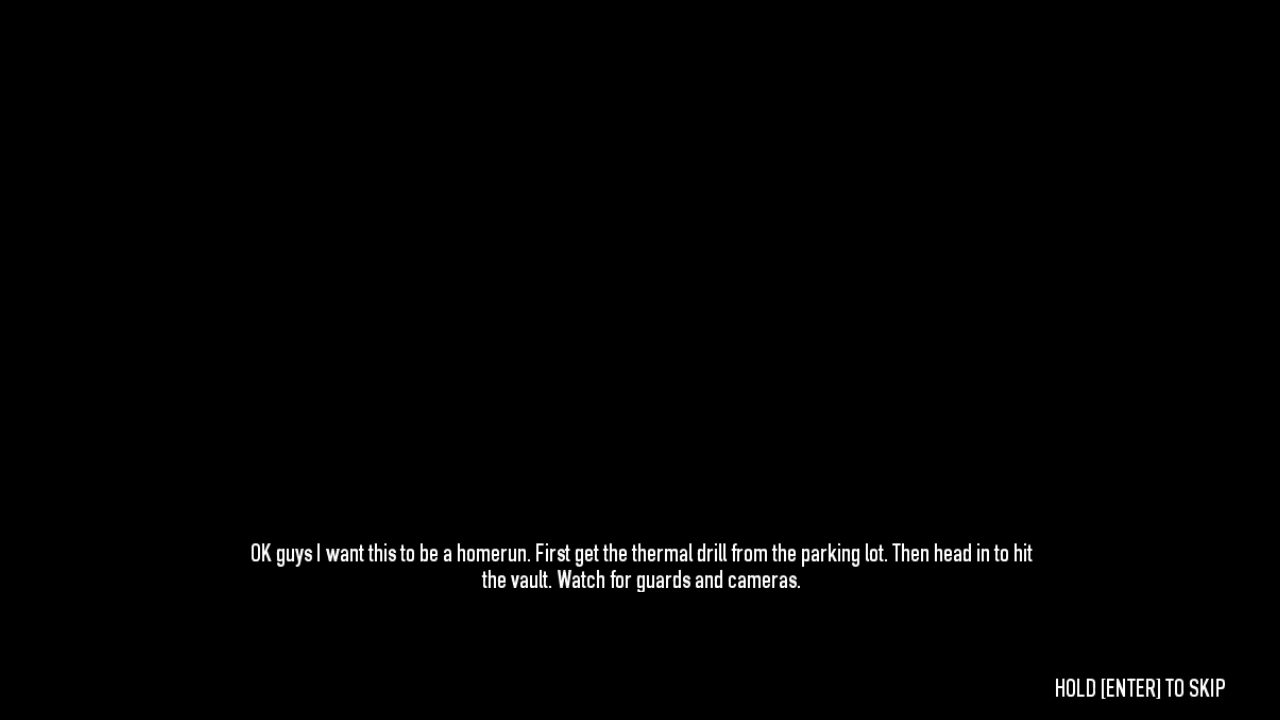 OK guys I want this to be a homerun. First get the thermal drill from the parking lot. Then head in to hit
the vault. Watch for guards and cameras.
HOLD [ENTER] TO SKIP